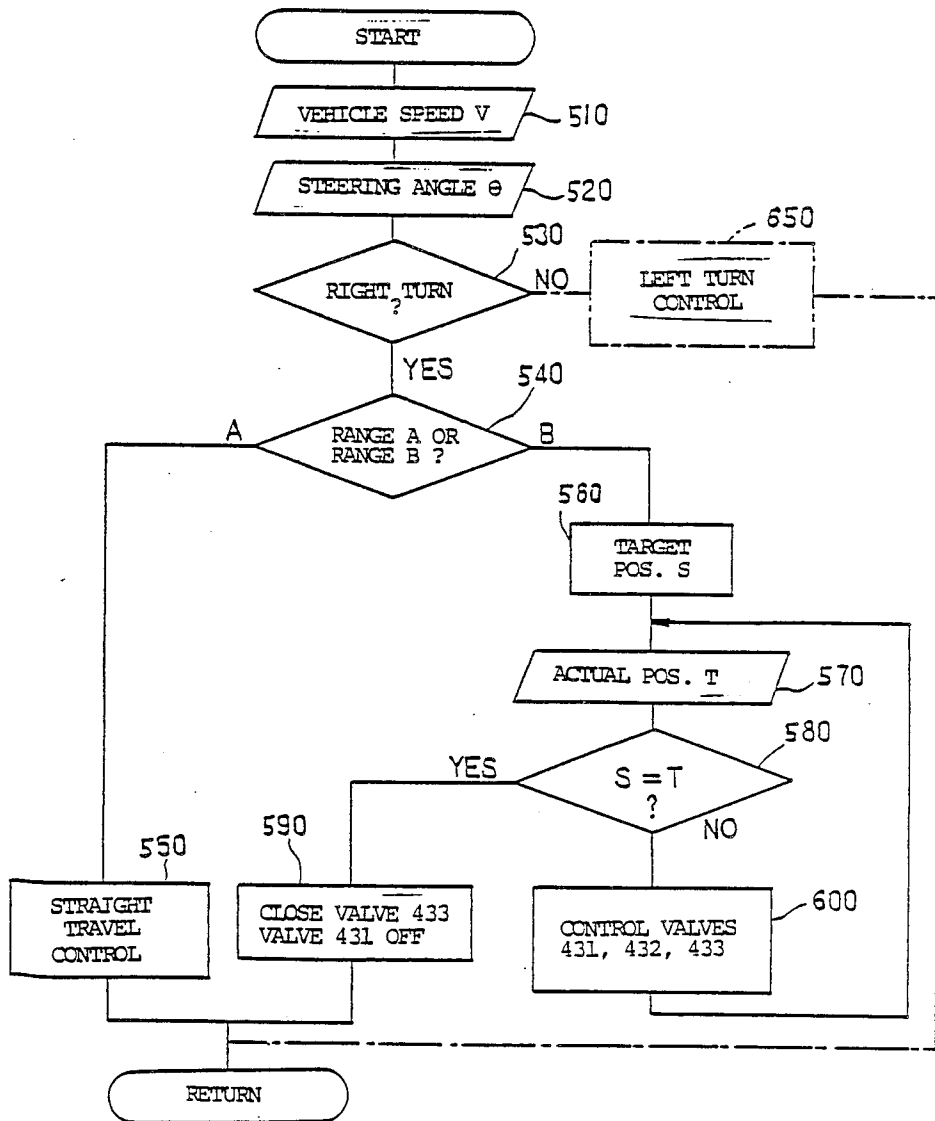 START
VEHICLE SPEED V
510
STEERING ANGLE θ
520
530
650
RIGHT TURN
?
NO
LEFT TURN
CONTROL
YES
540
A
RANGE A OR
RANGE B ?
B
560
TARGET
POS. S
ACTUAL POS. T
570
580
YES
S = T
?
NO
550
590
600
STRAIGHT
TRAVEL
CONTROL
CLOSE VALVE 433
VALVE 431 OFF
CONTROL VALVES
431, 432, 433
RETURN